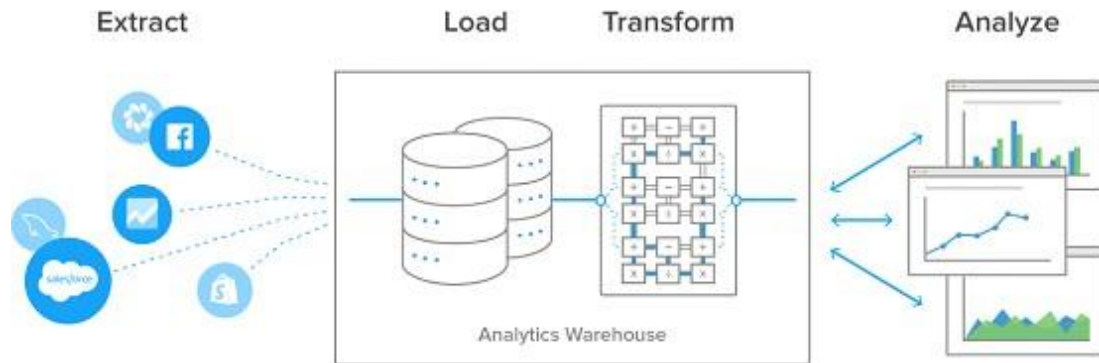 Extract
Load
Transform
Analyze
salesforce
Analytics Warehouse